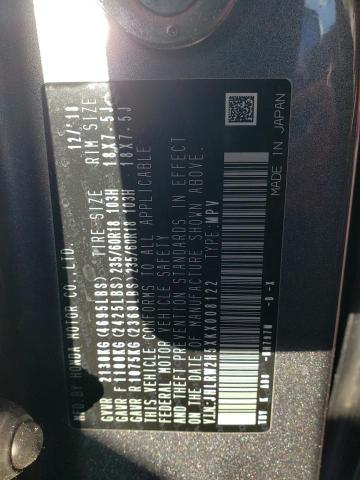 MFD. BY HONDA MOTOR CO., LTD. 12/'18
GVWR 2130KG (4695LBS) TIRE SIZE RIM SIZE
GAWR F 1100KG (2425LBS) 235/60R18 103H 18X7.5J
GAWR R 1075KG (2369LBS) 235/60R18 103H 18X7.5J
THIS VEHICLE CONFORMS TO ALL APPLICABLE
FEDERAL MOTOR VEHICLE SAFETY AND
THEFT PREVENTION STANDARDS IN EFFECT
ON THE DATE OF MANUFACTURE SHOWN ABOVE.
TYPE: MPV
MADE IN JAPAN